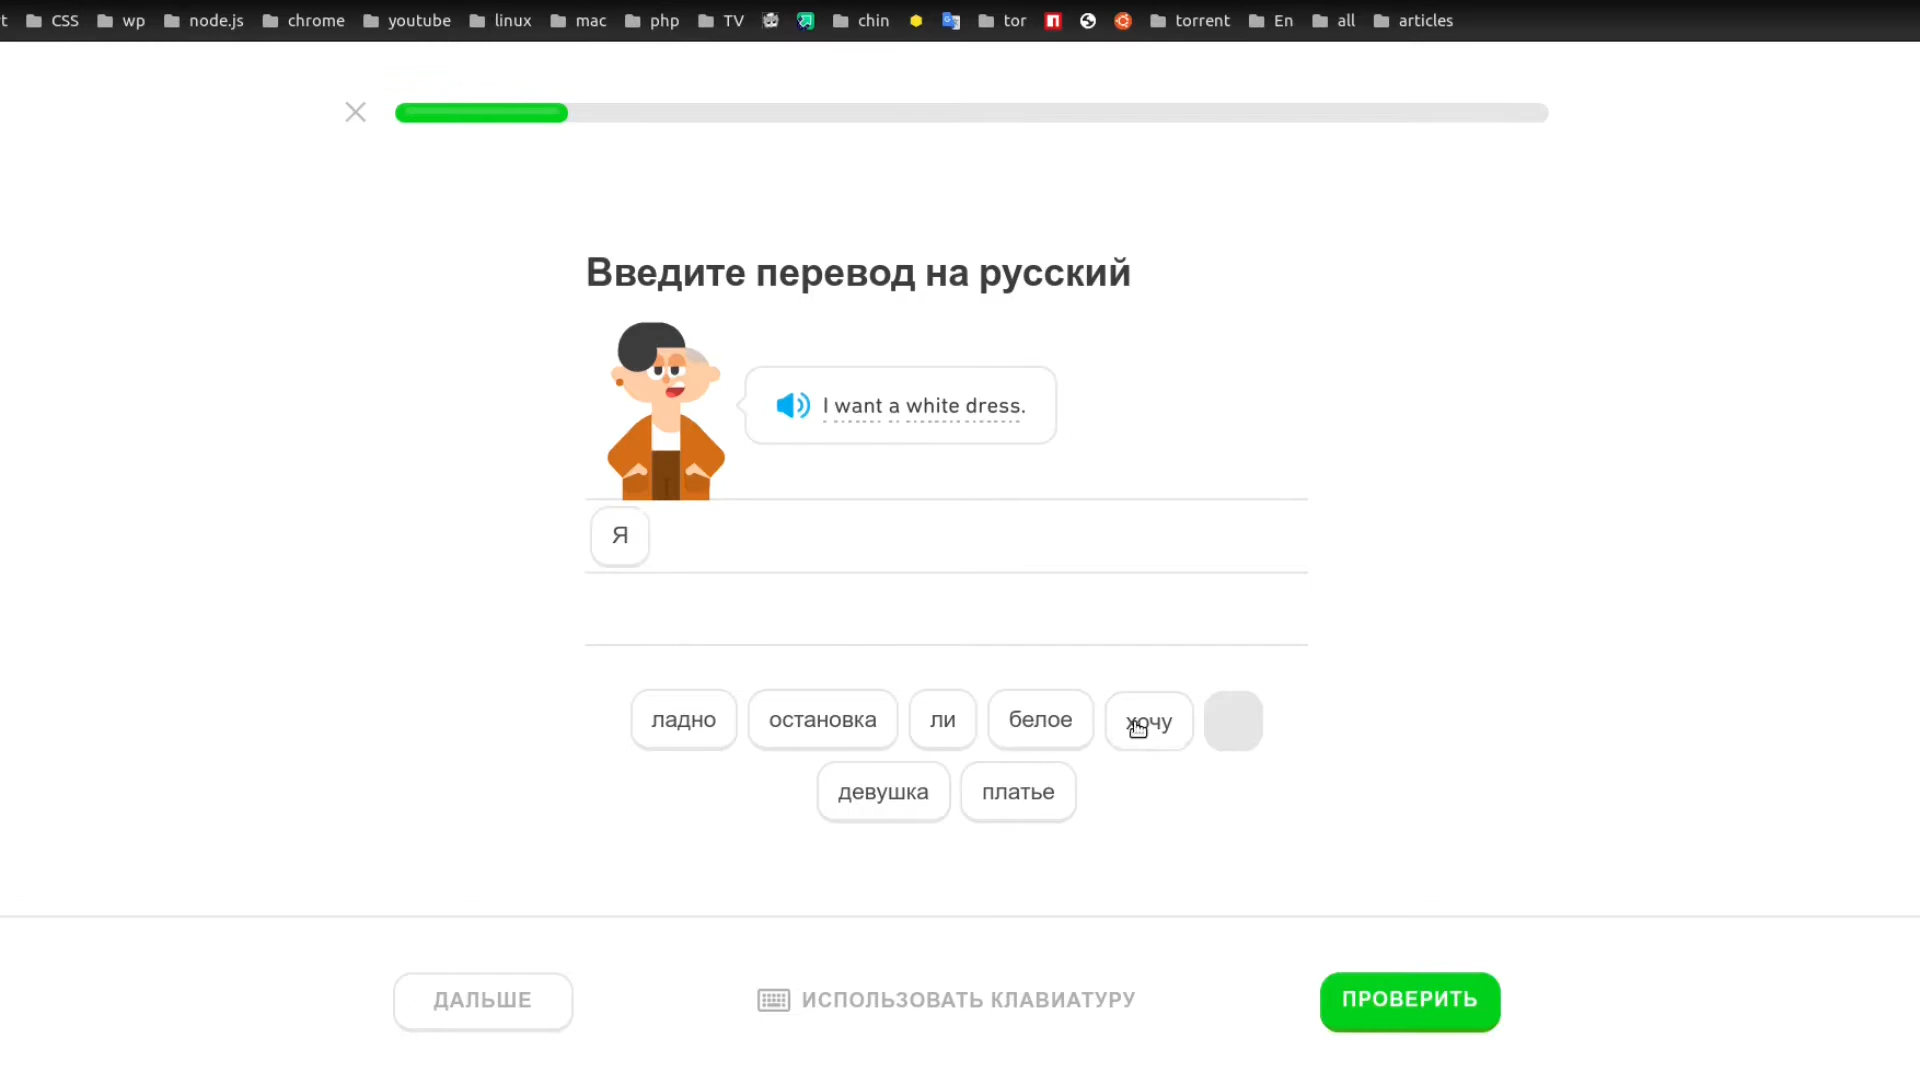 t CSS wp node.js chrome youtube linux mac php TV chin tor torrent En all articles
Введите перевод на русский
I want a white dress.
Я
ладно остановка ли белое хочу
девушка платье
ДАЛЬШЕ ИСПОЛЬЗОВАТЬ КЛАВИАТУРУ ПРОВЕРИТЬ